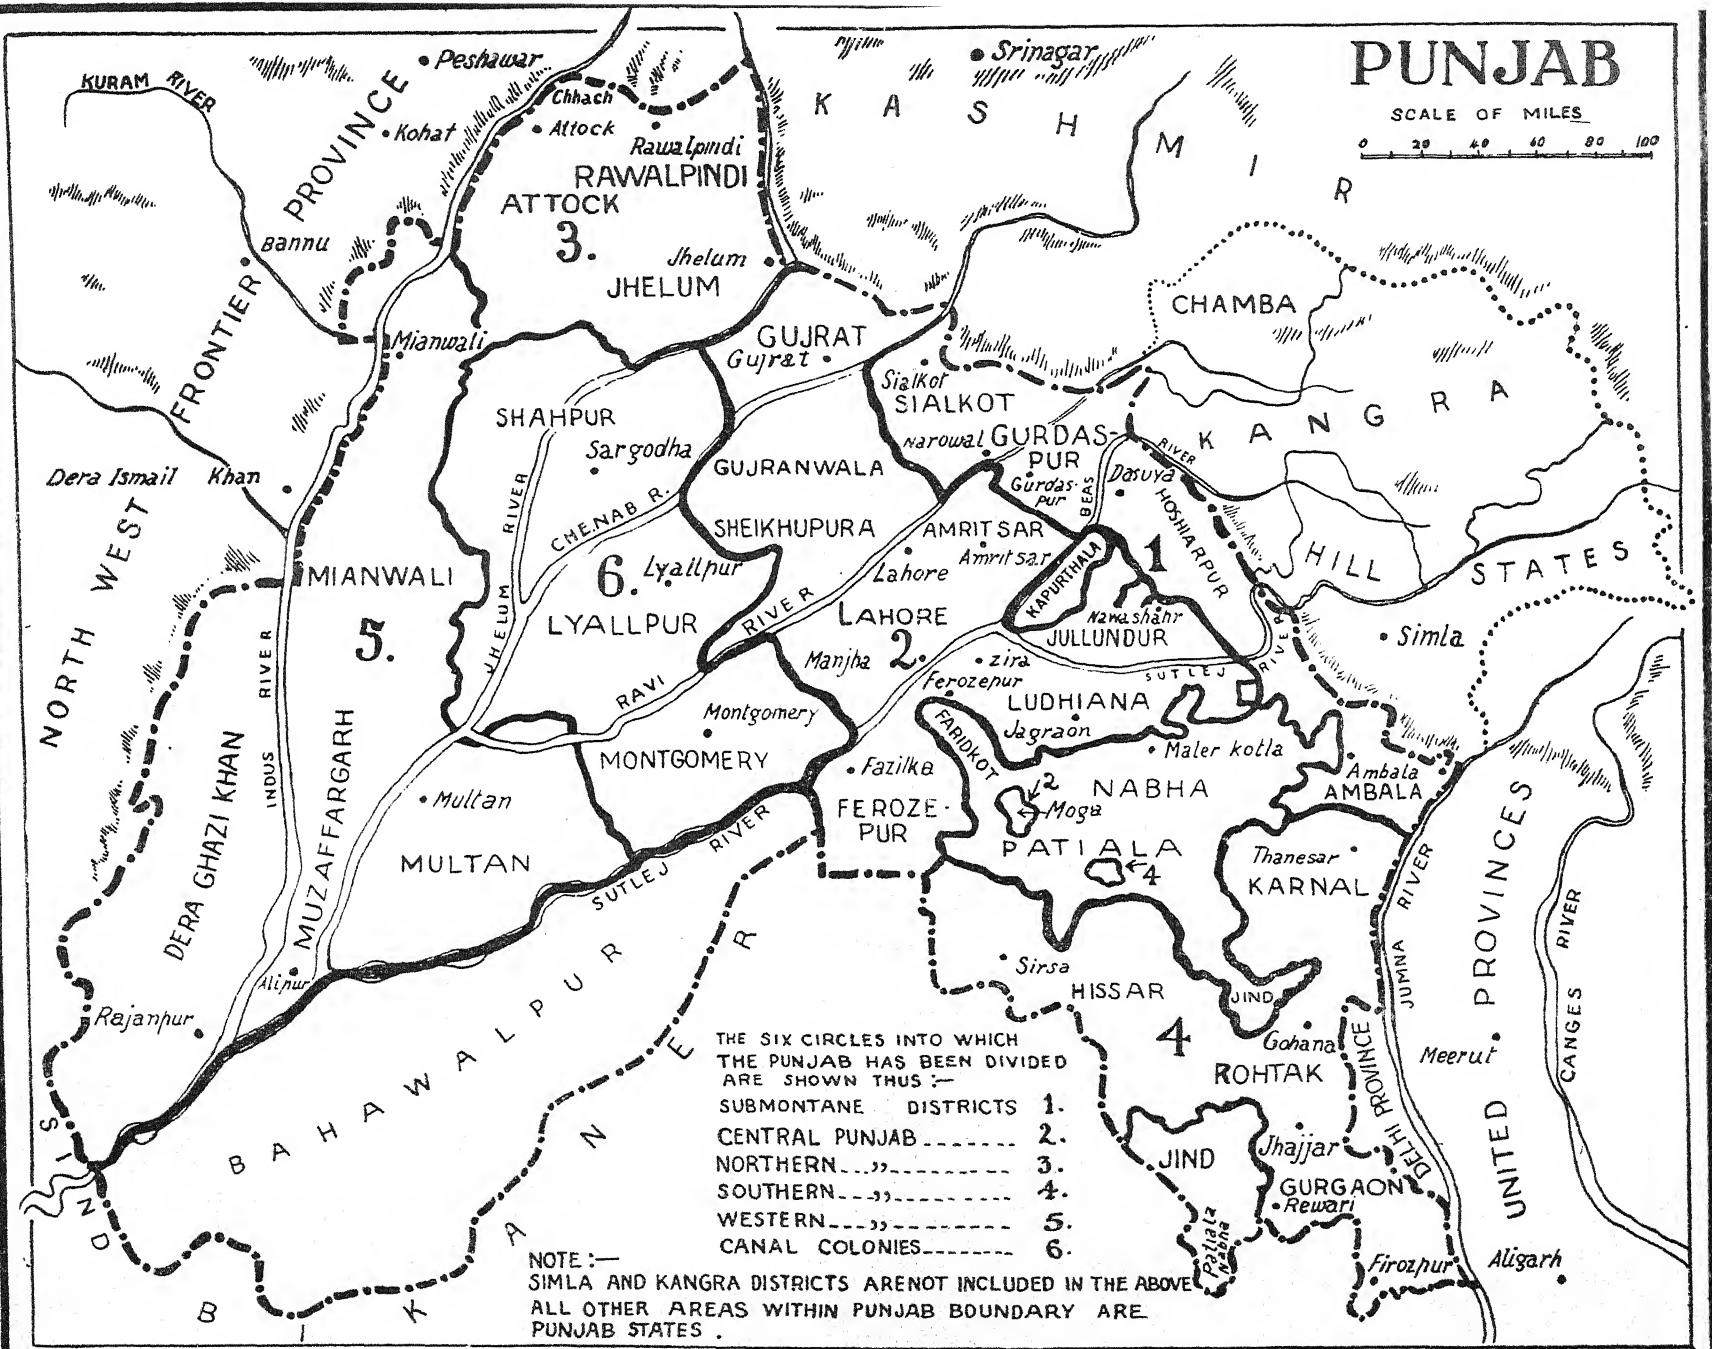 PUNJAB
SCALE OF MILES
0 20 40 60 80 100
KURAM RIVER
Peshawar
Srinagar
KASHMIR
Chhach
Kohat
Attock
Rawalpindi
RAWALPINDI
ATTOCK
3.
NORTH WEST FRONTIER PROVINCE
Bannu
Jhelum
JHELUM
CHAMBA
Mianwali
GUJRAT
Gujrat
Sialkot
SIALKOT
SHAHPUR
KANGRA
Sargodha
Narowal
GURDAS-
PUR
Gurdas-
pur
GUJRANWALA
Dera Ismail Khan
RIVER
Dasuya
BEAS
HOSHIARPUR
CHENAB R.
SHEIKHUPURA
AMRITSAR
Amritsar
1
HILL STATES
MIANWALI
6.
Lyallpur
Lahore
KAPURTHALA
JHELUM RIVER
LYALLPUR
RIVER
LAHORE
Nawashahr
JULLUNDUR
Simla
5.
Manjha
2.
Zira
SUTLEJ RIVER
INDUS RIVER
RAVI
Ferozepur
LUDHIANA
Montgomery
FARIDKOT
Jagraon
Maler Kotla
MONTGOMERY
Fazilka
Ambala
AMBALA
NABHA
DERA GHAZI KHAN
MUZAFFARGARH
Multan
FEROZE-
PUR
2
Moga
MULTAN
SUTLEJ RIVER
PATIALA
4
Thanesar
KARNAL
JUMNA RIVER
UNITED PROVINCES
CANGES RIVER
Alipur
Rajanpur
BAHAWALPUR
Sirsa
HISSAR
JIND
4
Gohana
ROHTAK
DELHI PROVINCE
Meerut
SIND
BIKANER
JIND
Jhajjar
GURGAON
Rewari
Patiala
Nabha
Firozpur
Aligarh
THE SIX CIRCLES INTO WHICH
THE PUNJAB HAS BEEN DIVIDED
ARE SHOWN THUS :—
SUBMONTANE DISTRICTS 1.
CENTRAL PUNJAB........ 2.
NORTHERN...,,.......... 3.
SOUTHERN...,,.......... 4.
WESTERN...,,.......... 5.
CANAL COLONIES........ 6.
NOTE :—
SIMLA AND KANGRA DISTRICTS ARENOT INCLUDED IN THE ABOVE
ALL OTHER AREAS WITHIN PUNJAB BOUNDARY ARE
PUNJAB STATES .